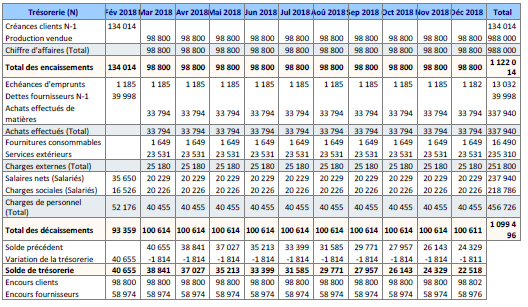 Trésorerie (N) Fév 2018 Mar 2018 Avr 2018 Mai 2018 Jun 2018 Jul 2018 Aoû 2018 Sep 2018 Oct 2018 Nov 2018 Déc 2018 Total
Créances clients N-1 134 014 134 014
Production vendue 98 800 98 800 98 800 98 800 98 800 98 800 98 800 98 800 98 800 98 800 988 000
Chiffre d'affaires (Total) 98 800 98 800 98 800 98 800 98 800 98 800 98 800 98 800 98 800 98 800 988 000
Total des encaissements 134 014 98 800 98 800 98 800 98 800 98 800 98 800 98 800 98 800 98 800 98 800 1 122 014
Echéances d'emprunts 1 185 1 185 1 185 1 185 1 185 1 185 1 185 1 185 1 185 1 185 1 182 13 032
Dettes fournisseurs N-1 39 998 39 998
Achats effectués de matières 33 794 33 794 33 794 33 794 33 794 33 794 33 794 33 794 33 794 33 794 337 940
Achats effectués (Total) 33 794 33 794 33 794 33 794 33 794 33 794 33 794 33 794 33 794 33 794 337 940
Fournitures consommables 1 649 1 649 1 649 1 649 1 649 1 649 1 649 1 649 1 649 1 649 16 490
Services extérieurs 23 531 23 531 23 531 23 531 23 531 23 531 23 531 23 531 23 531 23 531 235 310
Charges externes (Total) 25 180 25 180 25 180 25 180 25 180 25 180 25 180 25 180 25 180 25 180 251 800
Salaires nets (Salariés) 35 650 20 229 20 229 20 229 20 229 20 229 20 229 20 229 20 229 20 229 20 229 237 940
Charges sociales (Salariés) 16 526 20 226 20 226 20 226 20 226 20 226 20 226 20 226 20 226 20 226 20 226 218 786
Charges de personnel (Total) 52 176 40 455 40 455 40 455 40 455 40 455 40 455 40 455 40 455 40 455 40 455 456 726
Total des décaissements 93 359 100 614 100 614 100 614 100 614 100 614 100 614 100 614 100 614 100 614 100 611 1 099 496
Solde précédent 40 655 38 841 37 027 35 213 33 399 31 585 29 771 27 957 26 143 24 329
Variation de la trésorerie 40 655 -1 814 -1 814 -1 814 -1 814 -1 814 -1 814 -1 814 -1 814 -1 814 -1 811
Solde de trésorerie 40 655 38 841 37 027 35 213 33 399 31 585 29 771 27 957 26 143 24 329 22 518
Encours clients 98 800 98 800 98 800 98 800 98 800 98 800 98 800 98 800 98 800 98 800 98 802
Encours fournisseurs 58 974 58 974 58 974 58 974 58 974 58 974 58 974 58 974 58 974 58 974 58 976